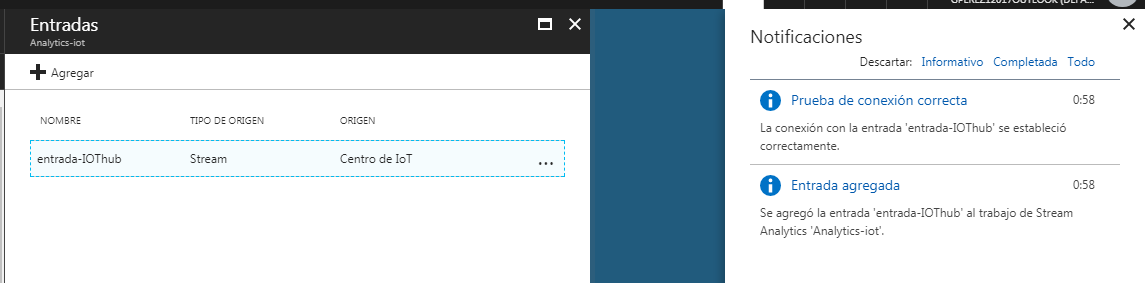 Entradas
Analytics-iot
Agregar
NOMBRE TIPO DE ORIGEN ORIGEN
entrada-IOThub Stream Centro de IoT ...
Notificaciones
Descartar: Informativo Completada Todo
Prueba de conexión correcta 0:58
La conexión con la entrada 'entrada-IOThub' se estableció
correctamente.
Entrada agregada 0:58
Se agregó la entrada 'entrada-IOThub' al trabajo de Stream
Analytics 'Analytics-iot'.